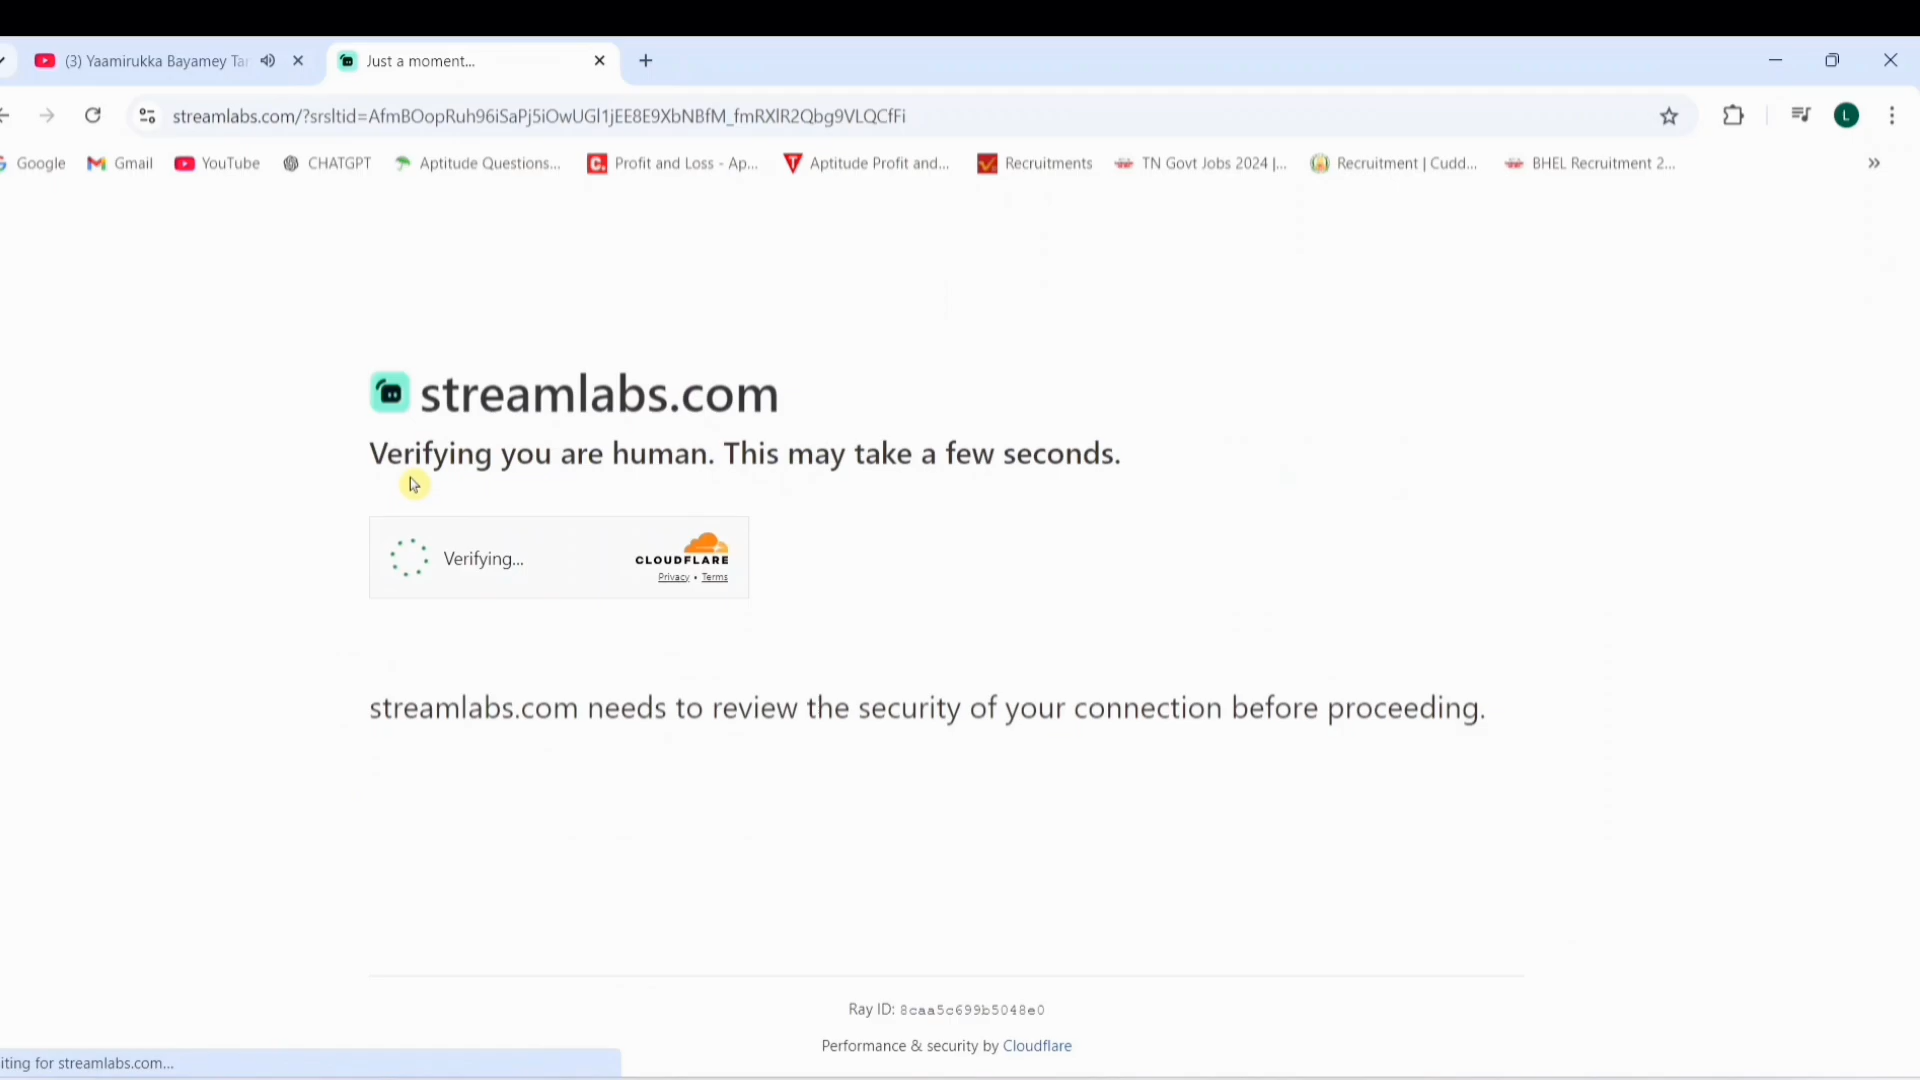 (3) Yaamirukka Bayamey Tar
Just a moment...
streamlabs.com/?srsltid=AfmBOopRuh96iSaPj5iOwUGl1jEE8E9XbNBfM_fmRXlR2Qbg9VLQCfFi
L
Google
Gmail
YouTube
CHATGPT
Aptitude Questions...
Profit and Loss - Ap...
Aptitude Profit and...
Recruitments
TN Govt Jobs 2024 |...
Recruitment | Cudd...
BHEL Recruitment 2...
streamlabs.com
Verifying you are human. This may take a few seconds.
Verifying...
CLOUDFLARE
Privacy • Terms
streamlabs.com needs to review the security of your connection before proceeding.
Ray ID: 8caa5c699b5048e0
Performance & security by Cloudflare
iting for streamlabs.com...